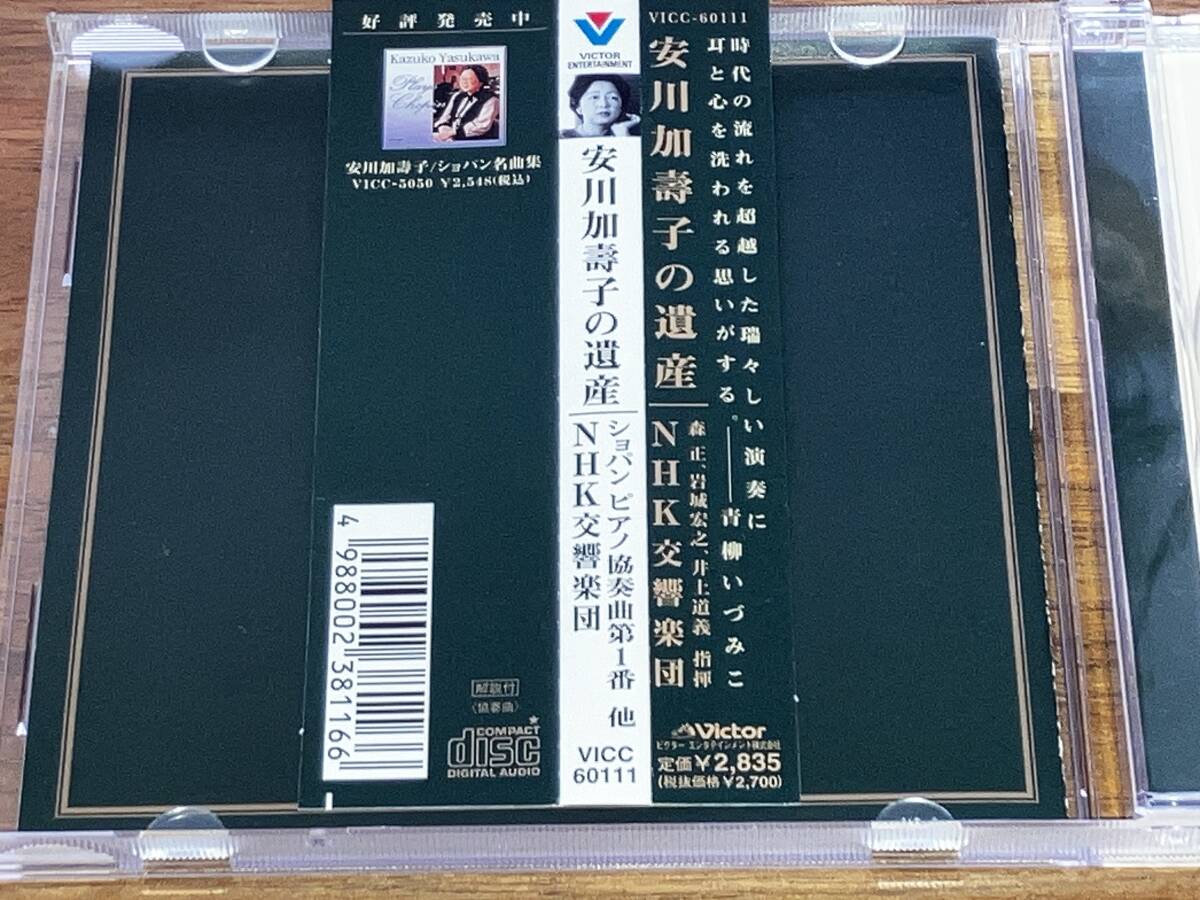 好評発売中
Kazuko Yasukawa
Plays
Chopin
安川加壽子/ショパン名曲集
VICC-5050 ¥2,548(税込)
4 988002 381166
解説付
〈協奏曲〉
COMPACT
disc
DIGITAL AUDIO
VICTOR
ENTERTAINMENT
安川加壽子の遺産
ショパン ピアノ協奏曲第1番 他
NHK交響楽団
VICC
60111
VICC-60111
時代の流れを超越した瑞々しい演奏に
耳と心を洗われる思いがする。——青柳いづみこ
安川加壽子の遺産
森 正、岩城宏之、井上道義 指揮
NHK交響楽団
Victor
ビクター エンタテインメント株式会社
定価¥2,835
(税抜価格¥2,700)